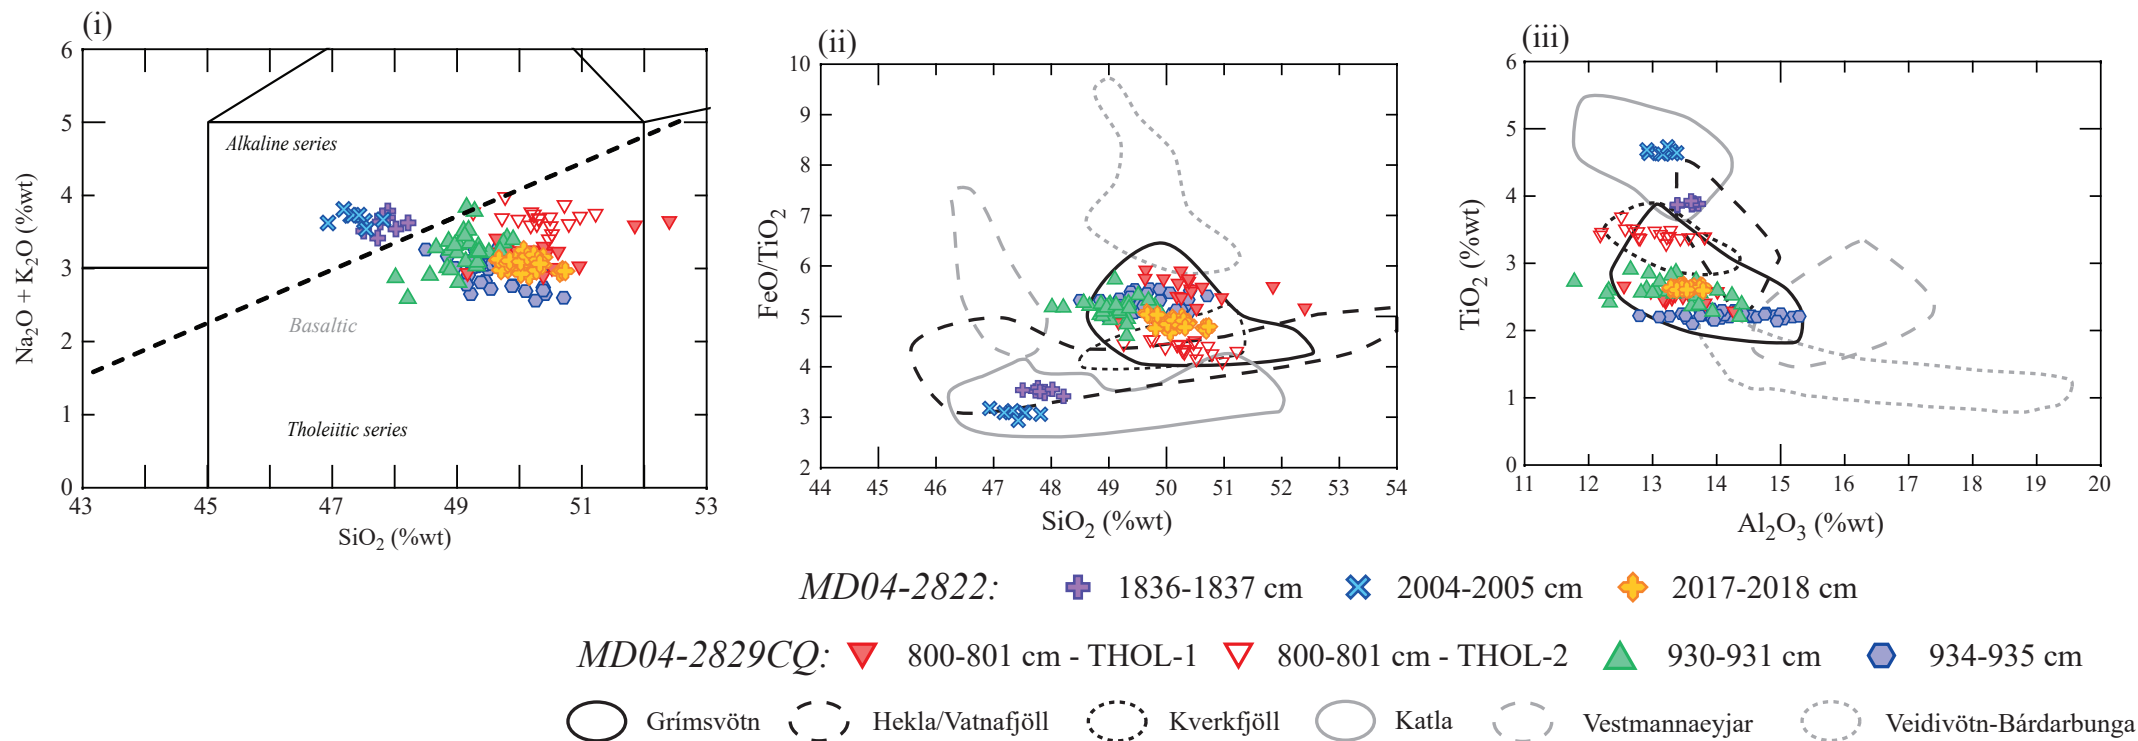 (i)
6
5
4
3
2
1
0
Na2O + K2O (%wt)
Alkaline series
Basaltic
Tholeiitic series
43 45 47 49 51 53
SiO2 (%wt)
(ii)
10
9
8
7
6
5
4
3
2
FeO/TiO2
44 45 46 47 48 49 50 51 52 53 54
SiO2 (%wt)
(iii)
6
5
4
3
2
1
0
TiO2 (%wt)
11 12 13 14 15 16 17 18 19 20
Al2O3 (%wt)
MD04-2822: 1836-1837 cm 2004-2005 cm 2017-2018 cm
MD04-2829CQ: 800-801 cm - THOL-1 800-801 cm - THOL-2 930-931 cm 934-935 cm
Grímsvötn Hekla/Vatnafjöll Kverkfjöll Katla Vestmannaeyjar Veidivötn-Bárdarbunga